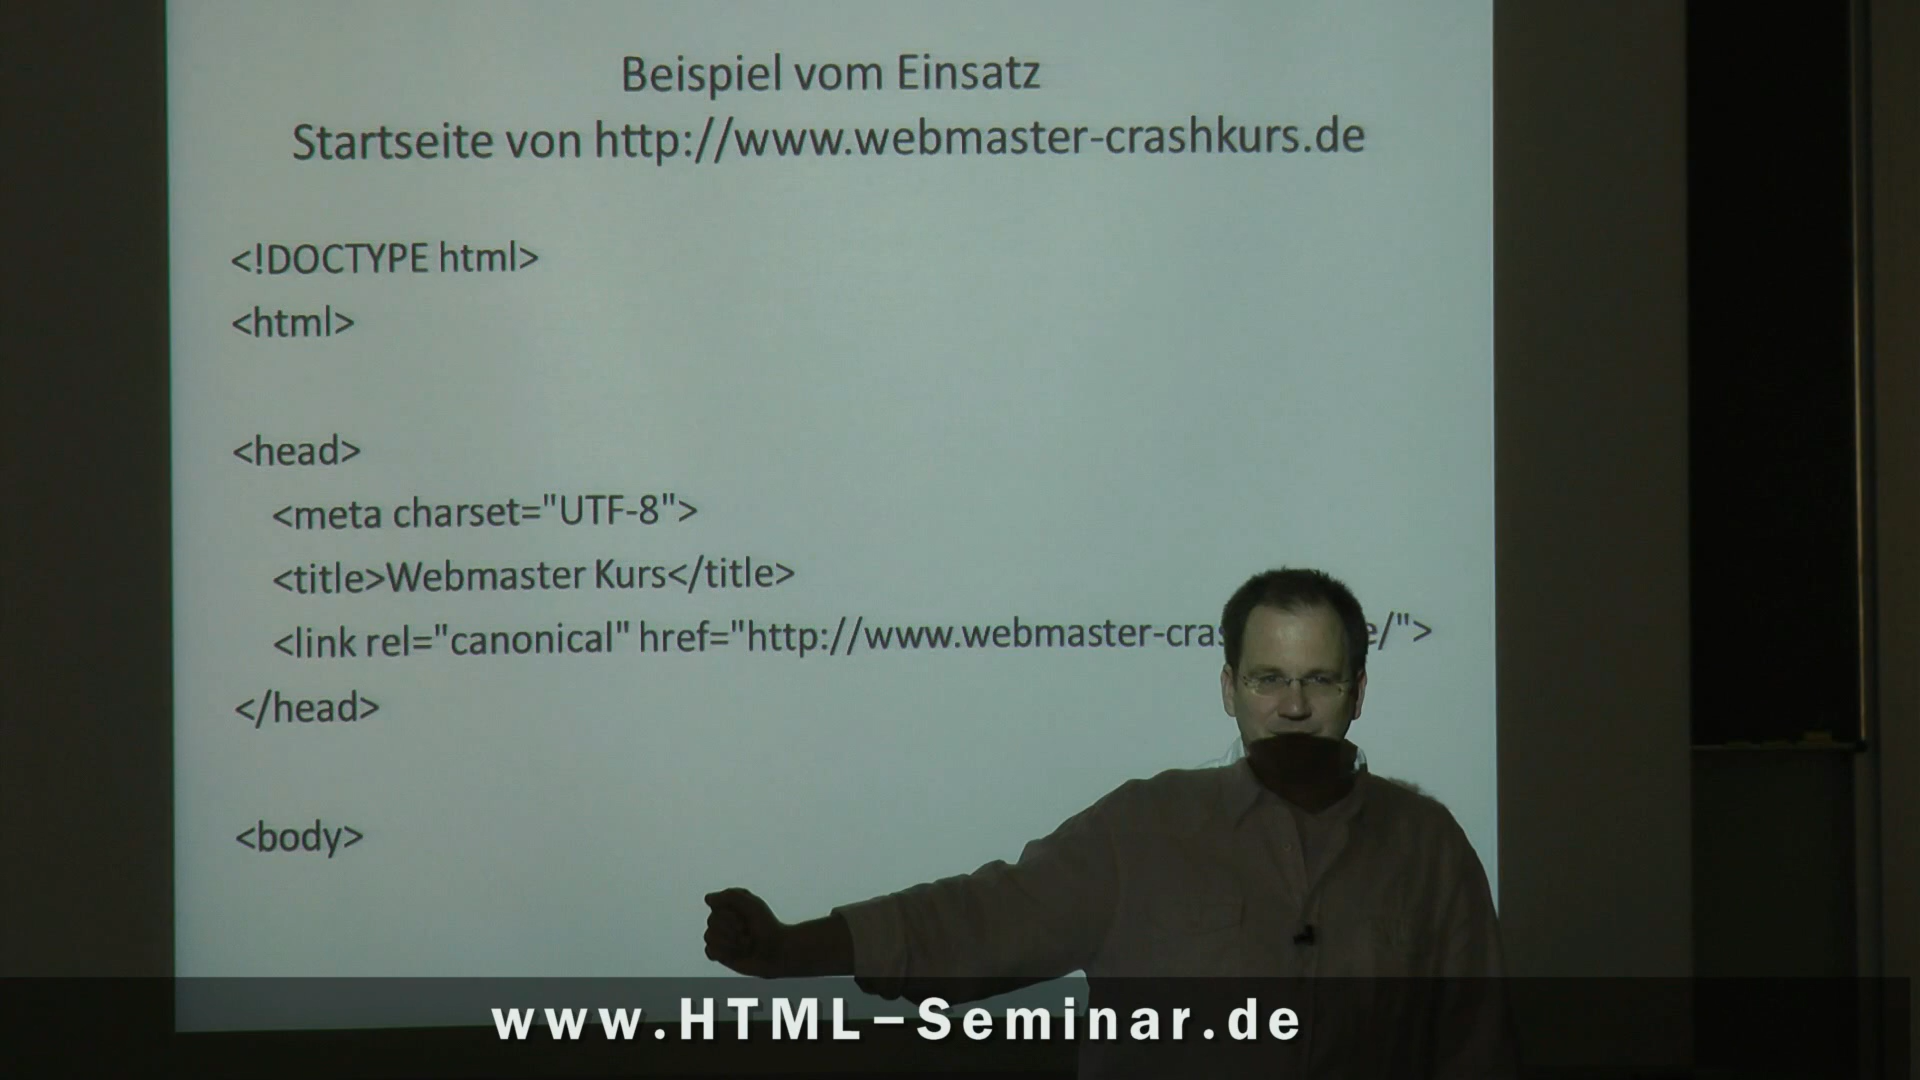 Beispiel vom Einsatz
Startseite von http://www.webmaster-crashkurs.de
<!DOCTYPE html>
<html>
<head>
<meta charset="UTF-8">
<title>Webmaster Kurs</title>
<link rel="canonical" href="http://www.webmaster-cras e/">
</head>
<body>
www.HTML-Seminar.de